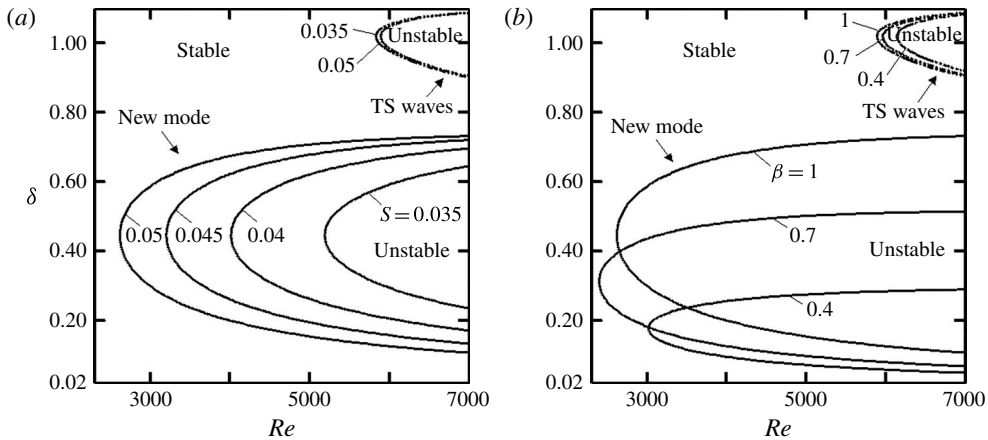 (a)
1.00
0.80
0.60
0.40
0.20
0.02
δ
3000
5000
7000
Re
Stable
0.035
0.05
Unstable
TS waves
New mode
0.05
0.045
0.04
S = 0.035
Unstable
(b)
1.00
0.80
0.60
0.40
0.20
0.02
3000
5000
7000
Re
Stable
1
0.7
0.4
Unstable
TS waves
New mode
β = 1
0.7
Unstable
0.4